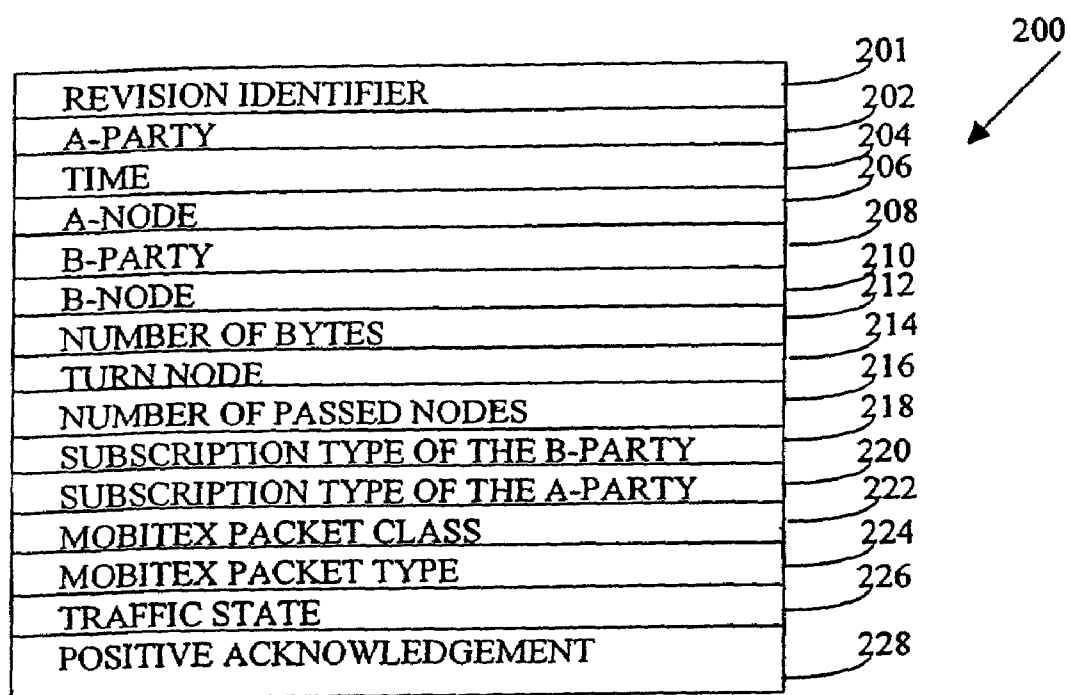 200
REVISION IDENTIFIER 201
A-PARTY 202
TIME 204
A-NODE 206
B-PARTY 208
B-NODE 210
NUMBER OF BYTES 212
TURN NODE 214
NUMBER OF PASSED NODES 216
SUBSCRIPTION TYPE OF THE B-PARTY 218
SUBSCRIPTION TYPE OF THE A-PARTY 220
MOBITEX PACKET CLASS 222
MOBITEX PACKET TYPE 224
TRAFFIC STATE 226
POSITIVE ACKNOWLEDGEMENT 228